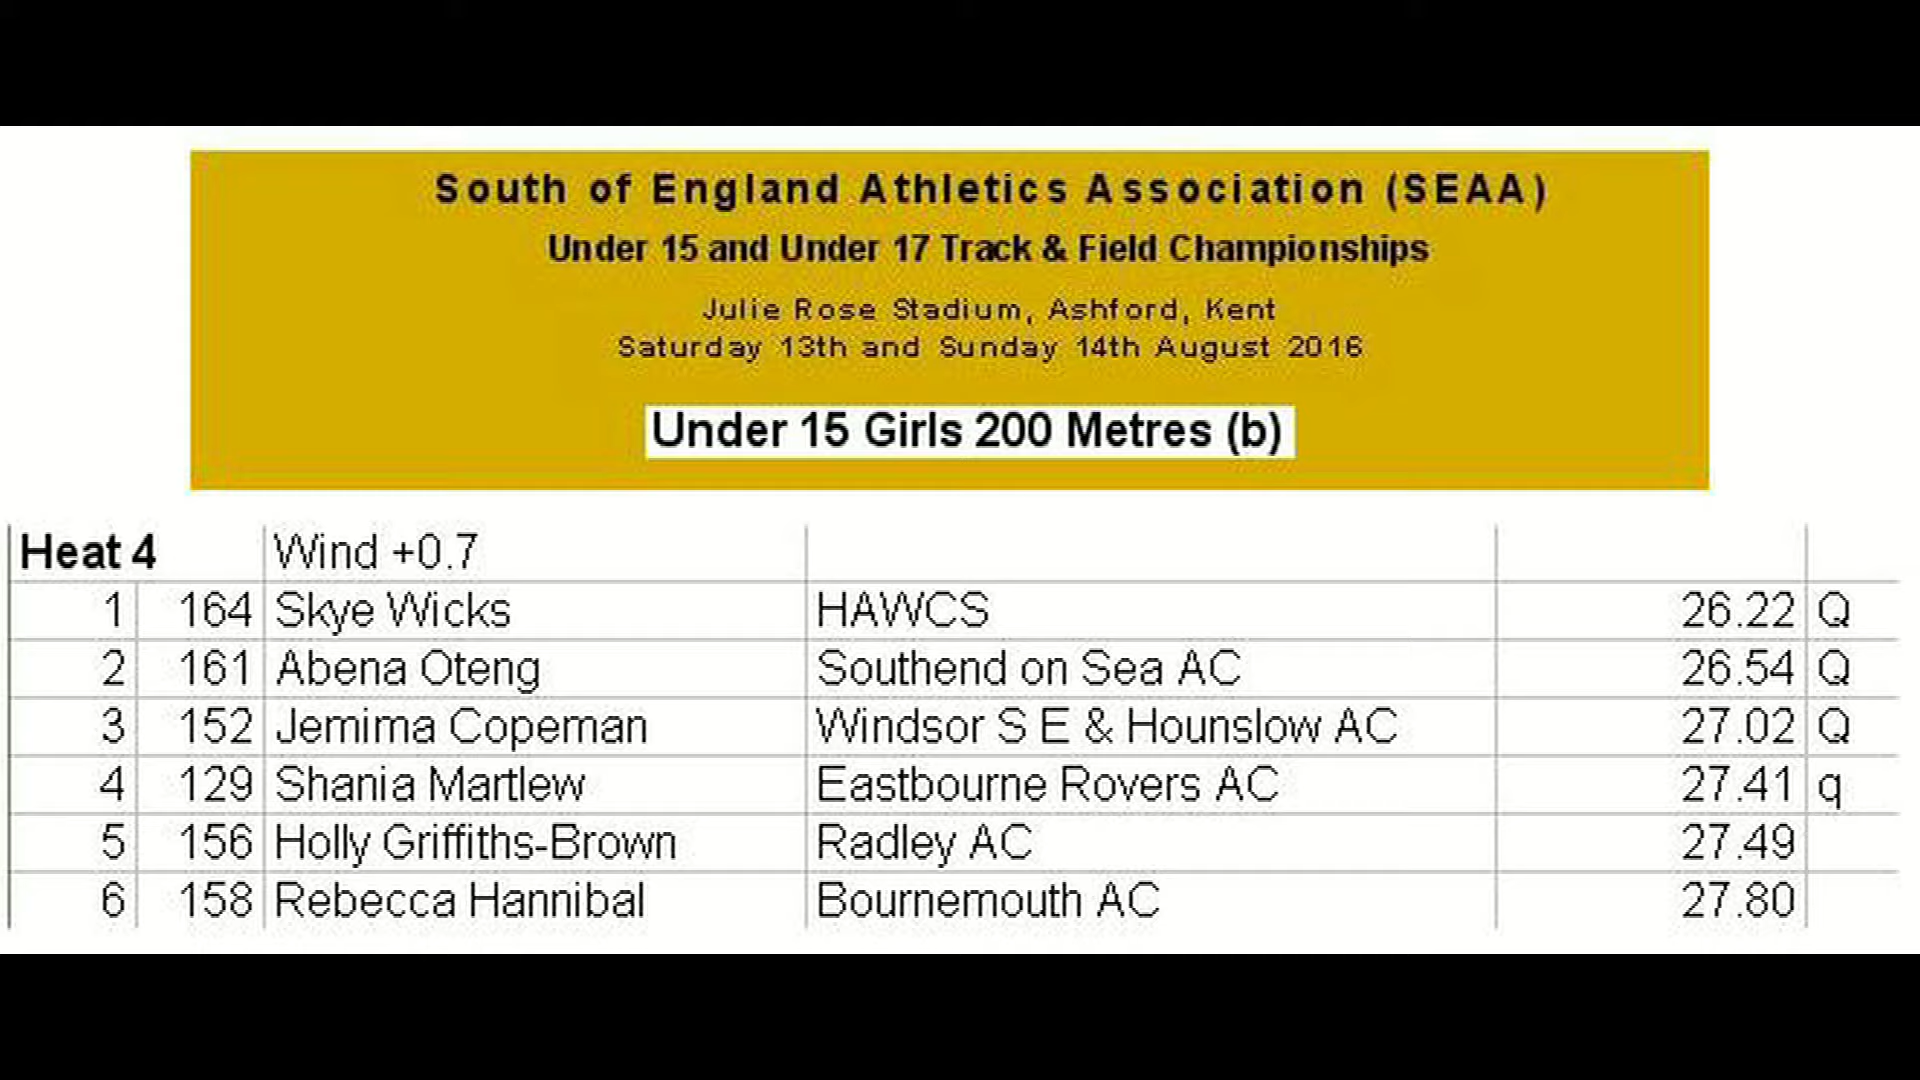 South of England Athletics Association (SEAA)
Under 15 and Under 17 Track & Field Championships
Julie Rose Stadium, Ashford, Kent
Saturday 13th and Sunday 14th August 2016
Under 15 Girls 200 Metres (b)
Heat 4 Wind +0.7
1 164 Skye Wicks HAWCS 26.22 Q
2 161 Abena Oteng Southend on Sea AC 26.54 Q
3 152 Jemima Copeman Windsor S E & Hounslow AC 27.02 Q
4 129 Shania Martlew Eastbourne Rovers AC 27.41 q
5 156 Holly Griffiths-Brown Radley AC 27.49
6 158 Rebecca Hannibal Bournemouth AC 27.80